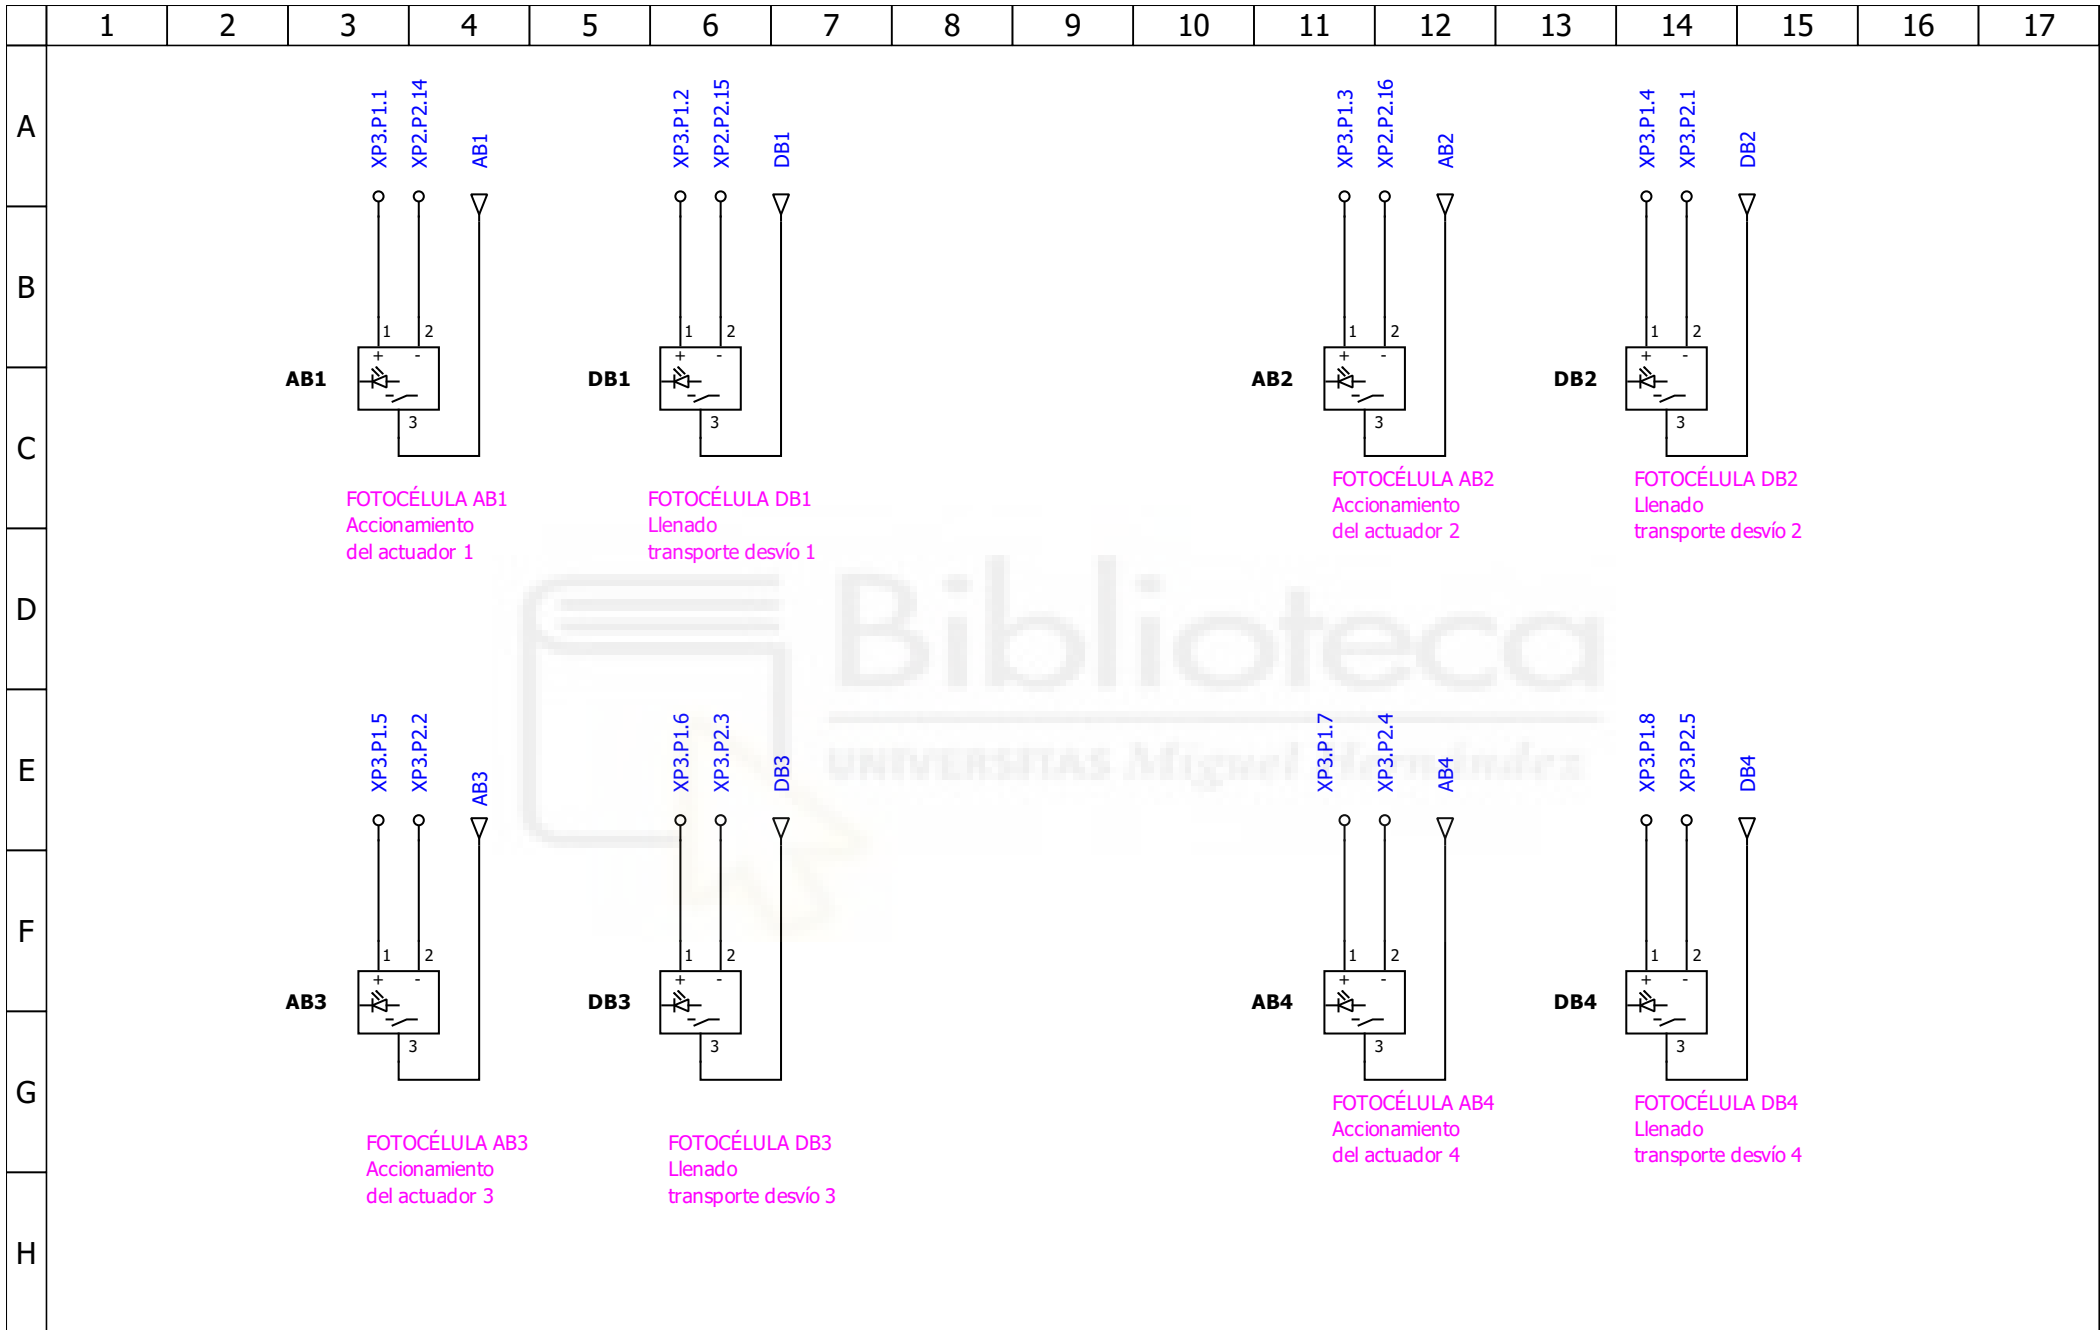 1 2 3 4 5 6 7 8 9 10 11 12 13 14 15 16 17
A
B
C
D
E
F
G
H
XP3.P1.1
XP2.P2.14
AB1
XP3.P1.2
XP2.P2.15
DB1
XP3.P1.3
XP2.P2.16
AB2
XP3.P1.4
XP3.P2.1
DB2
1 2
+ -
AB1
3
1 2
+ -
DB1
3
1 2
+ -
AB2
3
1 2
+ -
DB2
3
FOTOCÉLULA AB1
Accionamiento
del actuador 1
FOTOCÉLULA DB1
Llenado
transporte desvío 1
FOTOCÉLULA AB2
Accionamiento
del actuador 2
FOTOCÉLULA DB2
Llenado
transporte desvío 2
Biblioteca
UNIVERSITAS Miguel Hernández
XP3.P1.5
XP3.P2.2
AB3
XP3.P1.6
XP3.P2.3
DB3
XP3.P1.7
XP3.P2.4
AB4
XP3.P1.8
XP3.P2.5
DB4
1 2
+ -
AB3
3
1 2
+ -
DB3
3
1 2
+ -
AB4
3
1 2
+ -
DB4
3
FOTOCÉLULA AB3
Accionamiento
del actuador 3
FOTOCÉLULA DB3
Llenado
transporte desvío 3
FOTOCÉLULA AB4
Accionamiento
del actuador 4
FOTOCÉLULA DB4
Llenado
transporte desvío 4